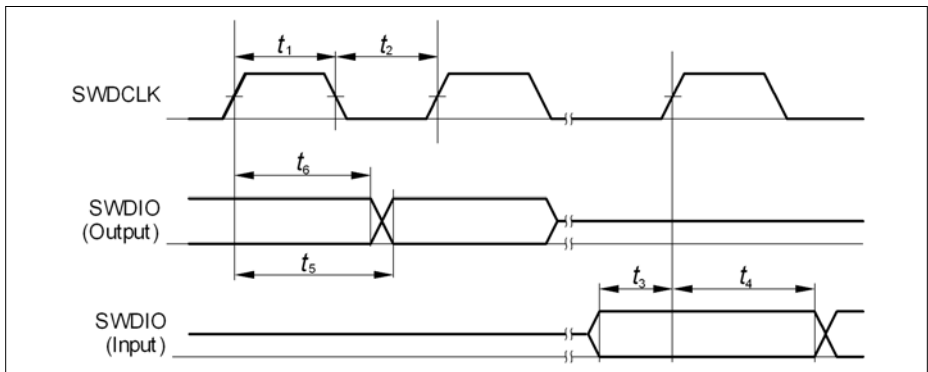 t₁
t₂
SWDCLK
t₆
SWDIO
(Output)
t₅
t₃
t₄
SWDIO
(Input)